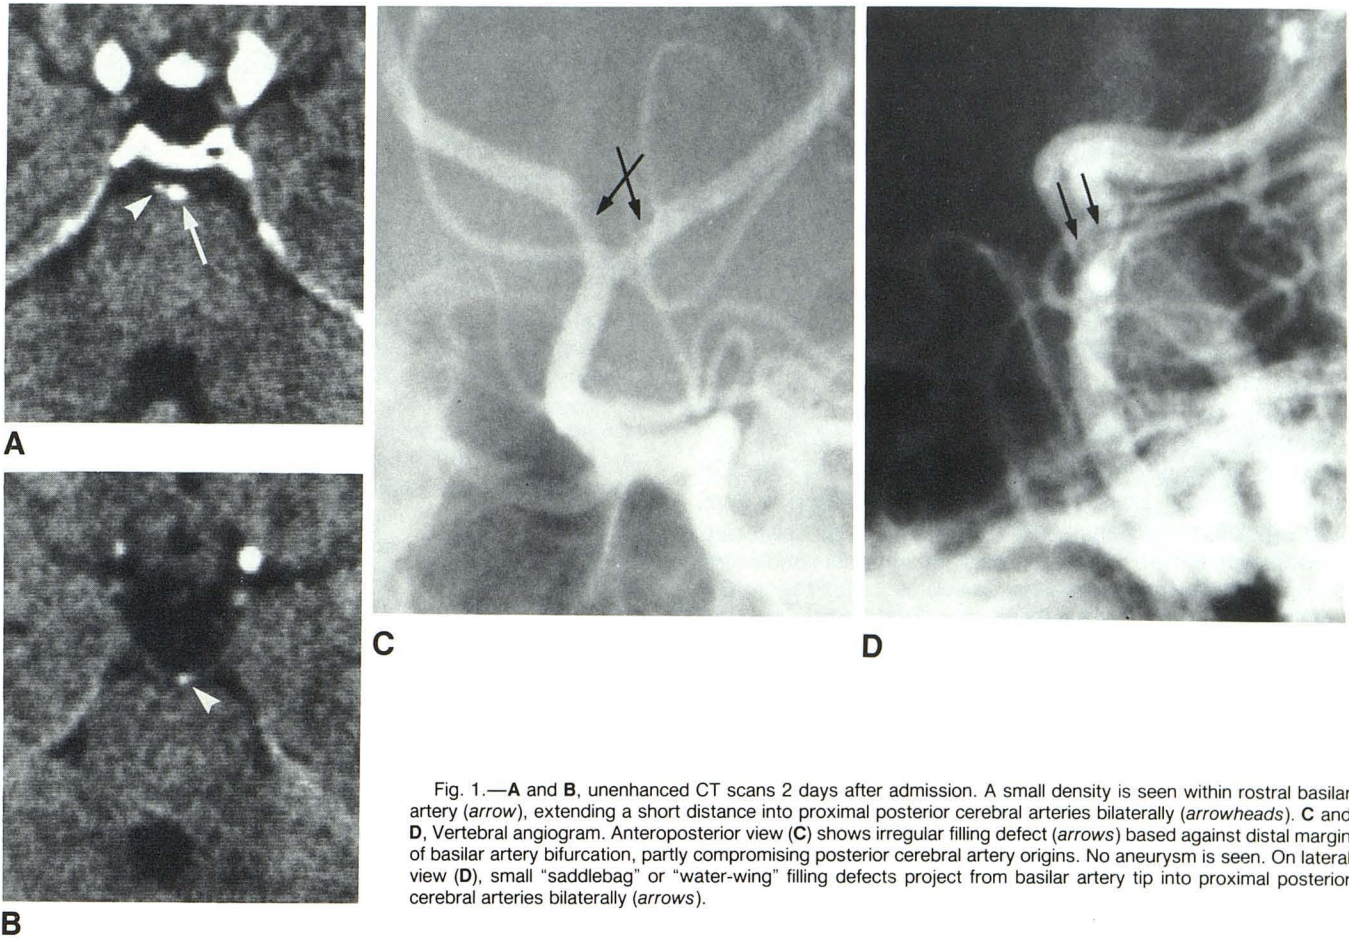 A
B
C
D
Fig. 1.—A and B, unenhanced CT scans 2 days after admission. A small density is seen within rostral basilar
artery (arrow), extending a short distance into proximal posterior cerebral arteries bilaterally (arrowheads). C and
D, Vertebral angiogram. Anteroposterior view (C) shows irregular filling defect (arrows) based against distal margin
of basilar artery bifurcation, partly compromising posterior cerebral artery origins. No aneurysm is seen. On lateral
view (D), small “saddlebag” or “water-wing” filling defects project from basilar artery tip into proximal posterior
cerebral arteries bilaterally (arrows).